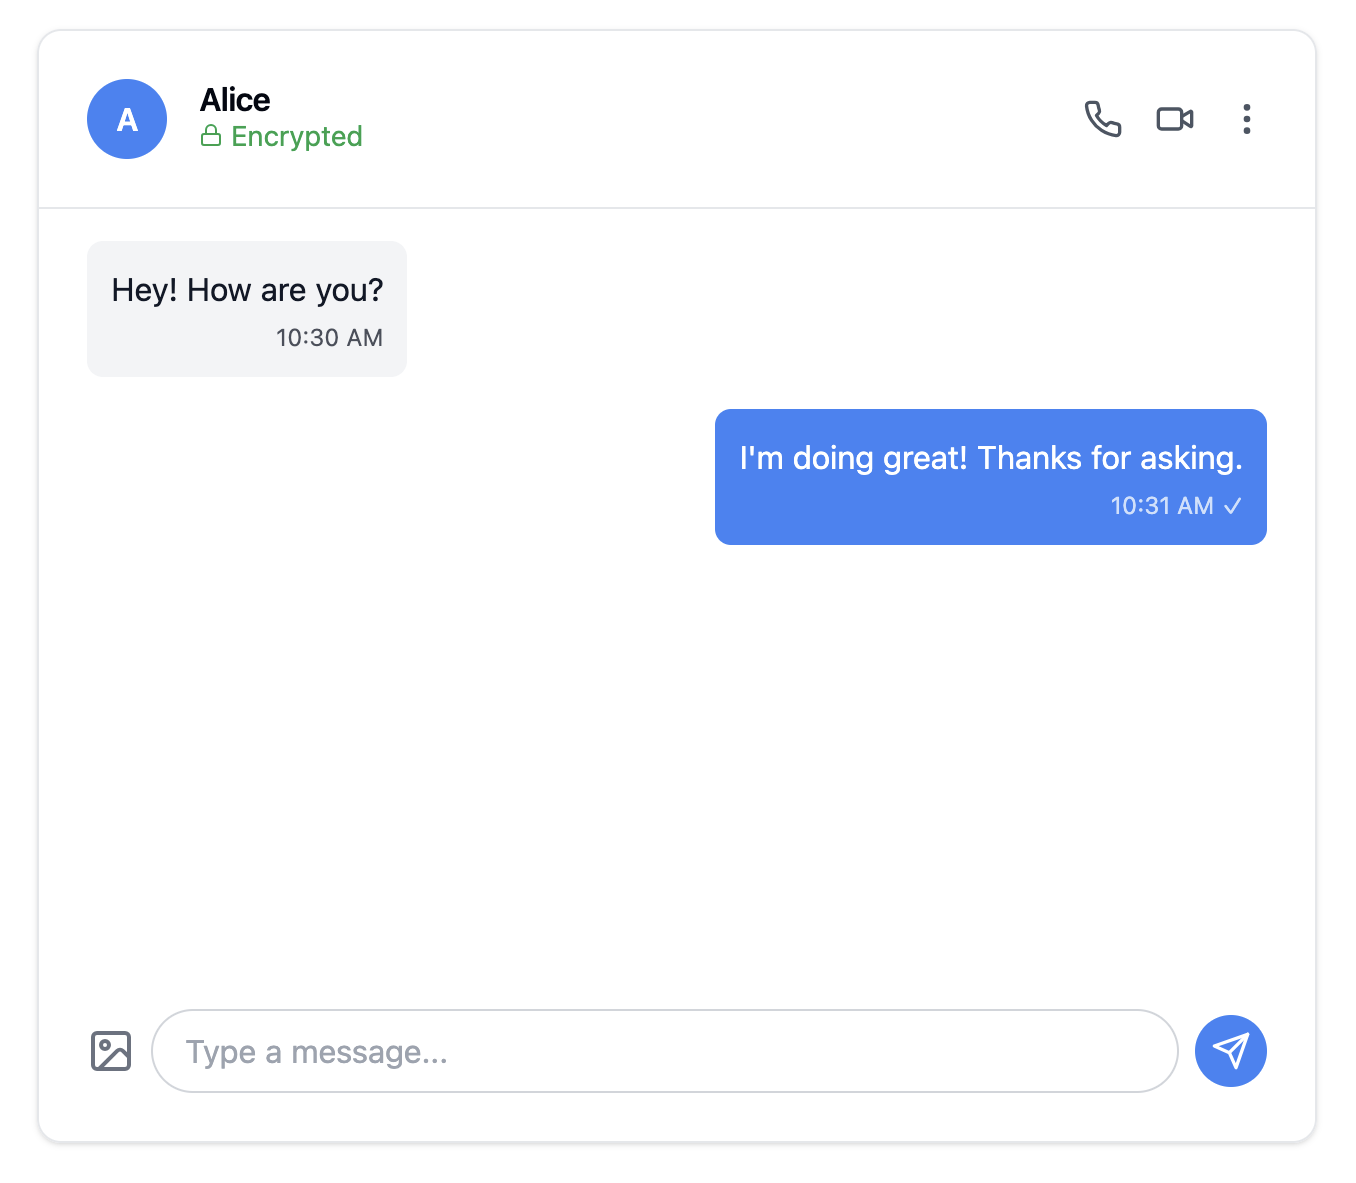 A
Alice
Encrypted
Hey! How are you?
10:30 AM
I'm doing great! Thanks for asking.
10:31 AM ✓
Type a message...